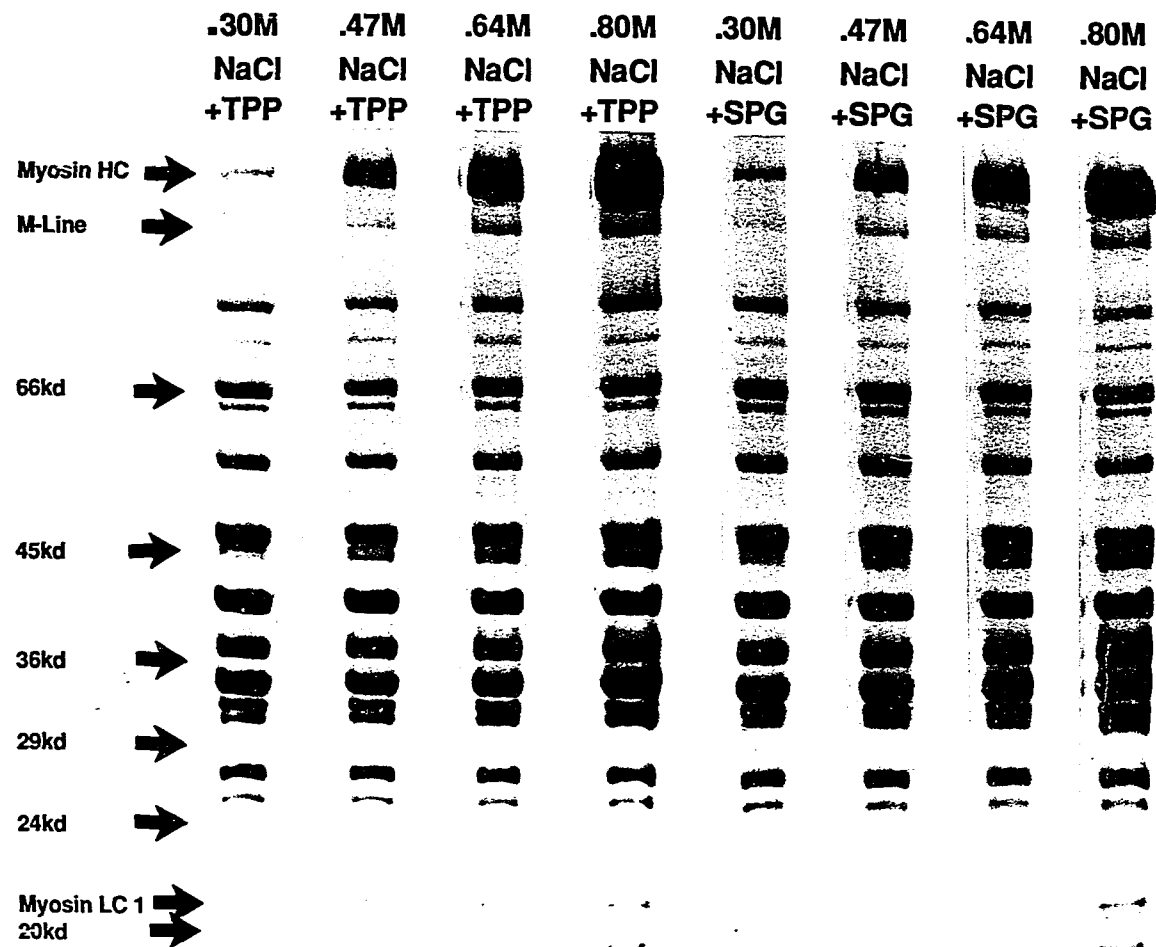 .30M .47M .64M .80M .30M .47M .64M .80M
NaCl NaCl NaCl NaCl NaCl NaCl NaCl NaCl
+TPP +TPP +TPP +TPP +SPG +SPG +SPG +SPG
Myosin HC
M-Line
66kd
45kd
36kd
29kd
24kd
Myosin LC 1
20kd